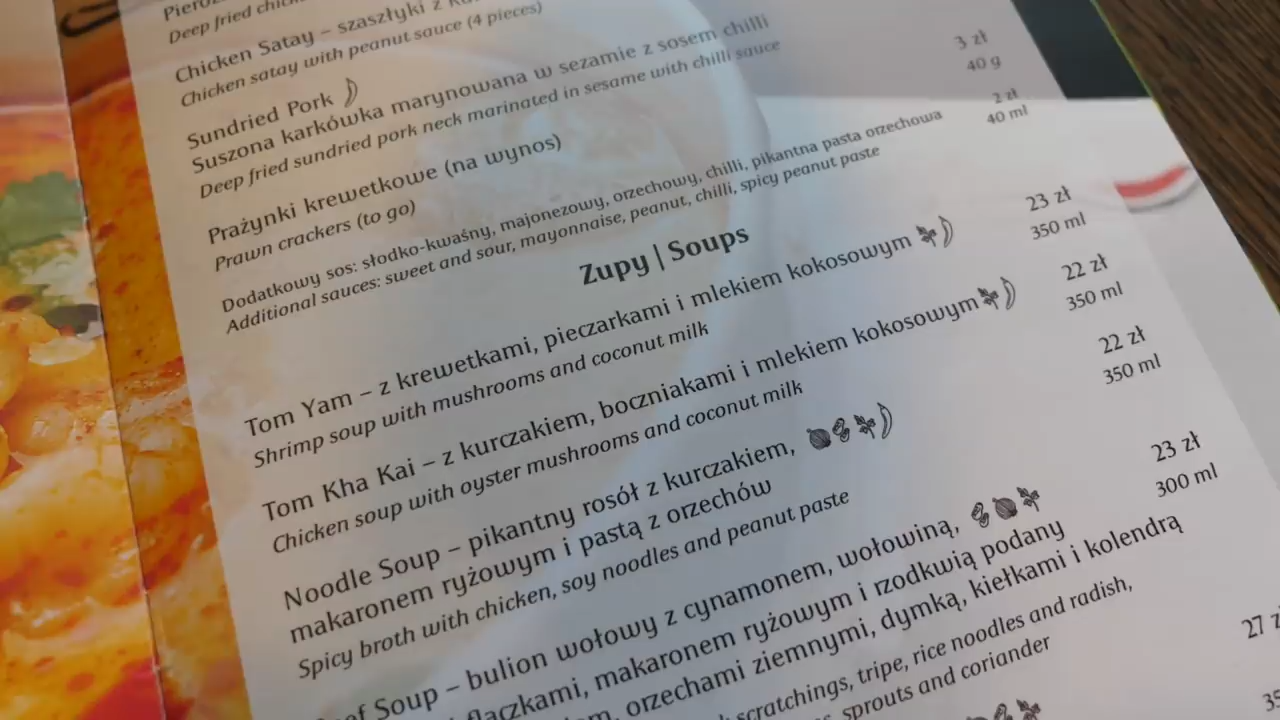 Deep fried
Chicken Satay – szaszłyki z
Chicken satay with peanut sauce (4 pieces)
Sundried Pork
Suszona karkówka marynowana w sezamie z sosem chilli
Deep fried sundried pork neck marinated in sesame with chilli sauce
Prażynki krewetkowe (na wynos) 3 zł
Prawn crackers (to go) 40 g
Dodatkowy sos: słodko-kwaśny, majonezowy, orzechowy, chilli, pikantna pasta orzechowa 2 zł
Additional sauces: sweet and sour, mayonnaise, peanut, chilli, spicy peanut paste 40 ml
Zupy | Soups
Tom Yam – z krewetkami, pieczarkami i mlekiem kokosowym 23 zł
Shrimp soup with mushrooms and coconut milk 350 ml
Tom Kha Kai – z kurczakiem, boczniakami i mlekiem kokosowym 22 zł
Chicken soup with oyster mushrooms and coconut milk 350 ml
Noodle Soup – pikantny rosół z kurczakiem, 22 zł
makaronem ryżowym i pastą z orzechów 350 ml
Spicy broth with chicken, soy noodles and peanut paste
Soup – bulion wołowy z cynamonem, wołowiną, 23 zł
flaczkami, makaronem ryżowym i rzodkwią podany 300 ml
orzechami ziemnymi, dymką, kiełkami i kolendrą
scratchings, tripe, rice noodles and radish,
sprouts and coriander
27